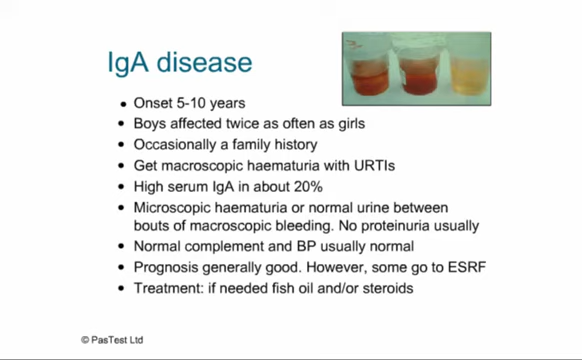 IgA disease
• Onset 5-10 years
• Boys affected twice as often as girls
• Occasionally a family history
• Get macroscopic haematuria with URTIs
• High serum IgA in about 20%
• Microscopic haematuria or normal urine between
bouts of macroscopic bleeding. No proteinuria usually
• Normal complement and BP usually normal
• Prognosis generally good. However, some go to ESRF
• Treatment: if needed fish oil and/or steroids
© PasTest Ltd